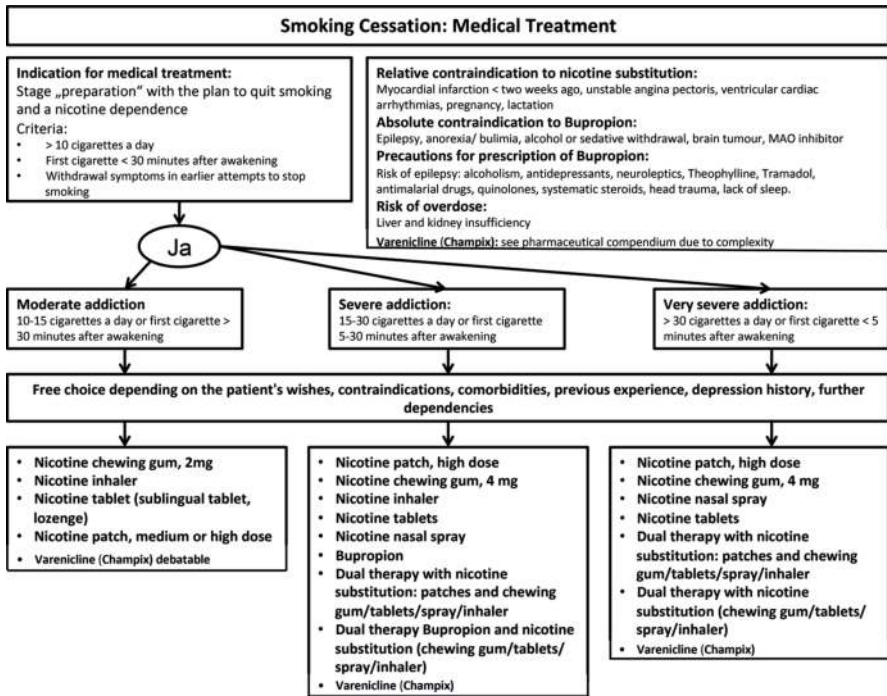 Smoking Cessation: Medical Treatment
Indication for medical treatment:
Stage „preparation“ with the plan to quit smoking
and a nicotine dependence
Criteria:
• > 10 cigarettes a day
• First cigarette < 30 minutes after awakening
• Withdrawal symptoms in earlier attempts to stop
smoking
Relative contraindication to nicotine substitution:
Myocardial infarction < two weeks ago, unstable angina pectoris, ventricular cardiac
arrhythmias, pregnancy, lactation
Absolute contraindication to Bupropion:
Epilepsy, anorexia/ bulimia, alcohol or sedative withdrawal, brain tumour, MAO inhibitor
Precautions for prescription of Bupropion:
Risk of epilepsy: alcoholism, antidepressants, neuroleptics, Theophylline, Tramadol,
antimalarial drugs, quinolones, systematic steroids, head trauma, lack of sleep.
Risk of overdose:
Liver and kidney insufficiency
Varenicline (Champix): see pharmaceutical compendium due to complexity
Ja
Moderate addiction
10-15 cigarettes a day or first cigarette >
30 minutes after awakening
Severe addiction:
15-30 cigarettes a day or first cigarette
5-30 minutes after awakening
Very severe addiction:
> 30 cigarettes a day or first cigarette < 5
minutes after awakening
Free choice depending on the patient's wishes, contraindications, comorbidities, previous experience, depression history, further
dependencies
• Nicotine chewing gum, 2mg
• Nicotine inhaler
• Nicotine tablet (sublingual tablet,
lozenge)
• Nicotine patch, medium or high dose
• Varenicline (Champix) debatable
• Nicotine patch, high dose
• Nicotine chewing gum, 4 mg
• Nicotine inhaler
• Nicotine tablets
• Nicotine nasal spray
• Bupropion
• Dual therapy with nicotine
substitution: patches and chewing
gum/tablets/spray/inhaler
• Dual therapy Bupropion and nicotine
substitution (chewing gum/tablets/
spray/inhaler)
• Varenicline (Champix)
• Nicotine patch, high dose
• Nicotine chewing gum, 4 mg
• Nicotine nasal spray
• Nicotine tablets
• Dual therapy with nicotine
substitution: patches and chewing
gum/tablets/spray/inhaler
• Dual therapy with nicotine
substitution (chewing gum/tablets/
spray/inhaler)
• Varenicline (Champix)